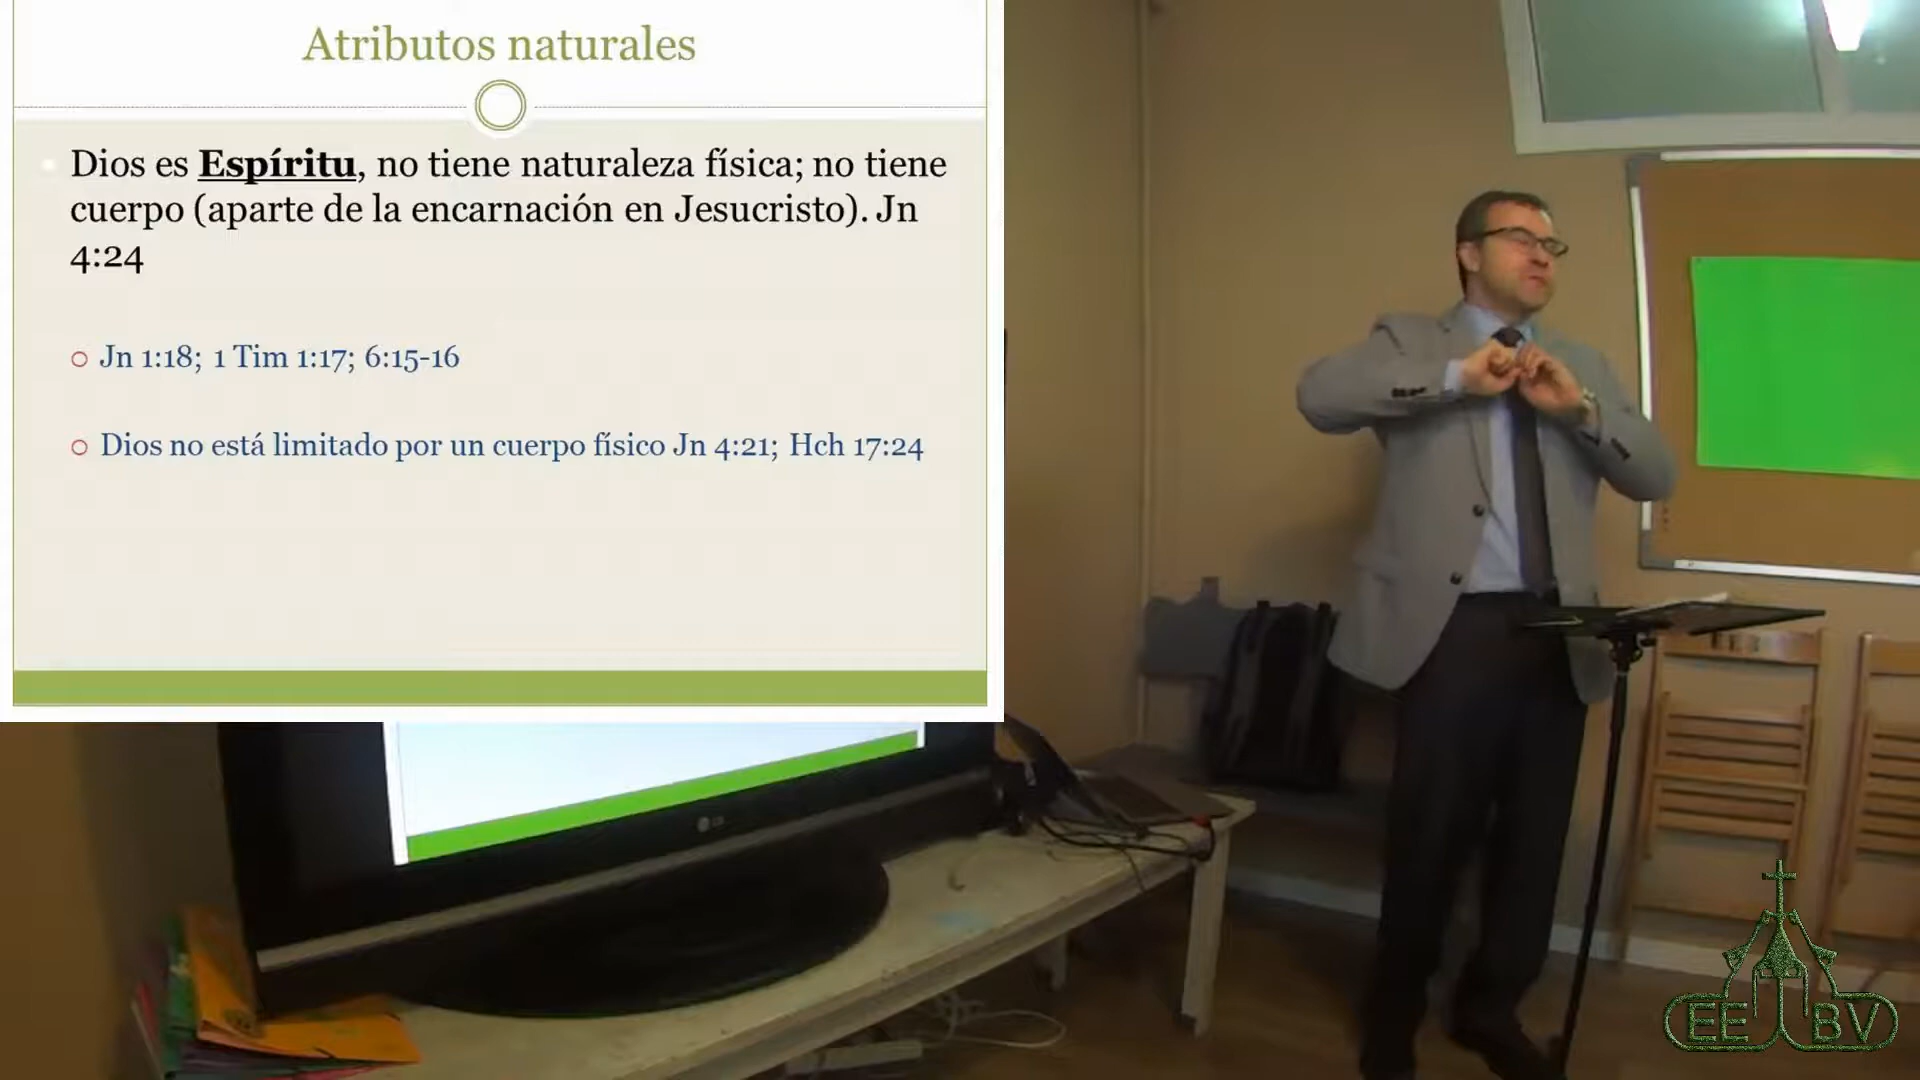 Atributos naturales
Dios es Espíritu, no tiene naturaleza física; no tiene
cuerpo (aparte de la encarnación en Jesucristo). Jn
4:24
Jn 1:18; 1 Tim 1:17; 6:15-16
Dios no está limitado por un cuerpo físico Jn 4:21; Hch 17:24
LG
EE BV